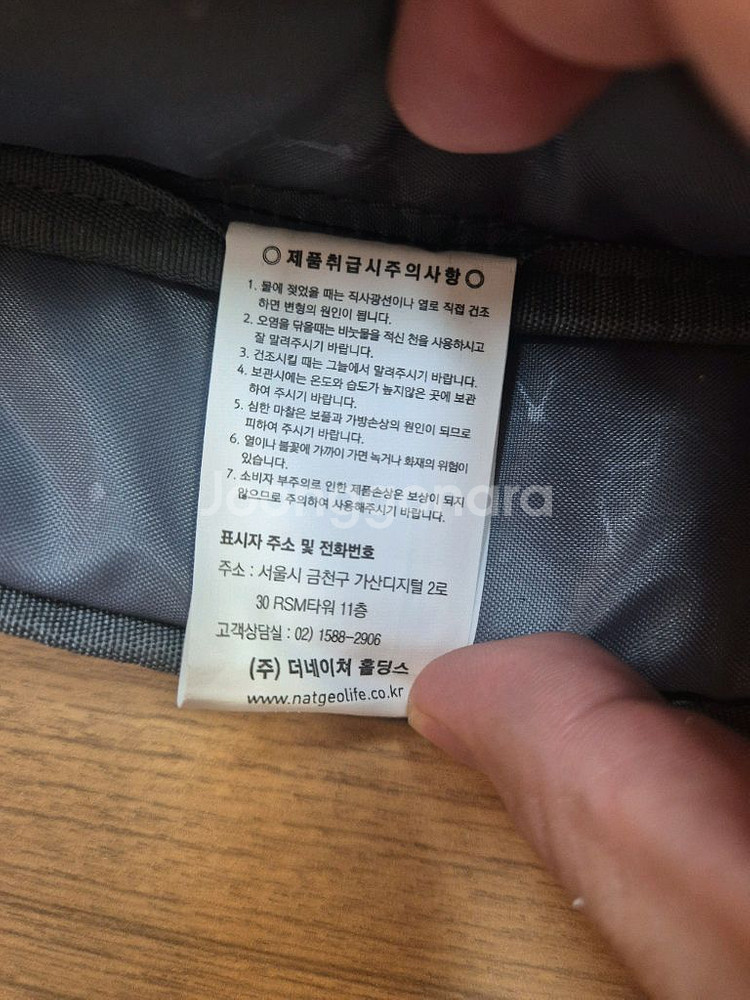 ◎ 제품취급시주의사항 ◎
1. 물에 젖었을 때는 직사광선이나 열로 직접 건조
하면 변형의 원인이 됩니다.
2. 오염을 닦을때는 비눗물을 적신 천을 사용하시고
잘 말려주시기 바랍니다.
3. 건조시킬 때는 그늘에서 말려주시기 바랍니다.
4. 보관시에는 온도와 습도가 높지않은 곳에 보관
하여 주시기 바랍니다.
5. 심한 마찰은 보풀과 가방손상의 원인이 되므로
피하여 주시기 바랍니다.
6. 열이나 불꽃에 가까이 가면 녹거나 화재의 위험이
있습니다.
7. 소비자 부주의로 인한 제품손상은 보상이 되지
않으므로 주의하여 사용해주시기 바랍니다.
Joonggonara
표시자 주소 및 전화번호
주소 : 서울시 금천구 가산디지털 2로
30 RSM타워 11층
고객상담실 : 02) 1588-2906
(주) 더네이쳐 홀딩스
www.natgeolife.co.kr